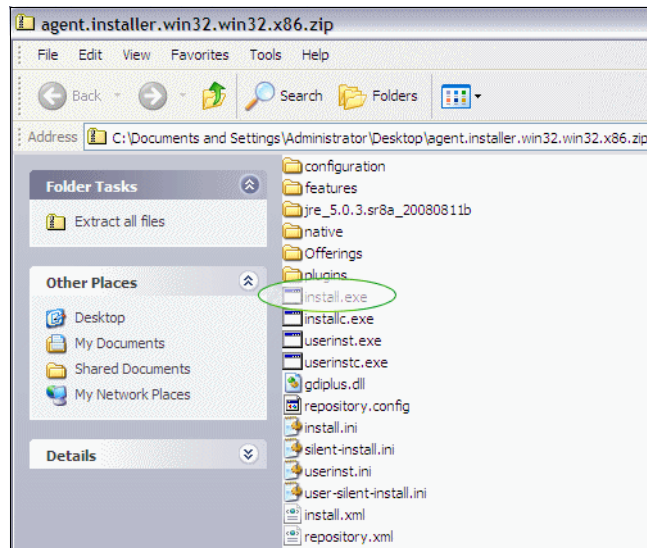 agent.installer.win32.win32.x86.zip
File Edit View Favorites Tools Help
Back Search Folders
Address C:\Documents and Settings\Administrator\Desktop\agent.installer.win32.win32.x86.zip
Folder Tasks
Extract all files
Other Places
Desktop
My Documents
Shared Documents
My Network Places
Details
configuration
features
jre_5.0.3.sr8a_20080811b
native
Offerings
plugins
install.exe
installc.exe
userinst.exe
userinstc.exe
gdiplus.dll
repository.config
install.ini
silent-install.ini
userinst.ini
user-silent-install.ini
install.xml
repository.xml